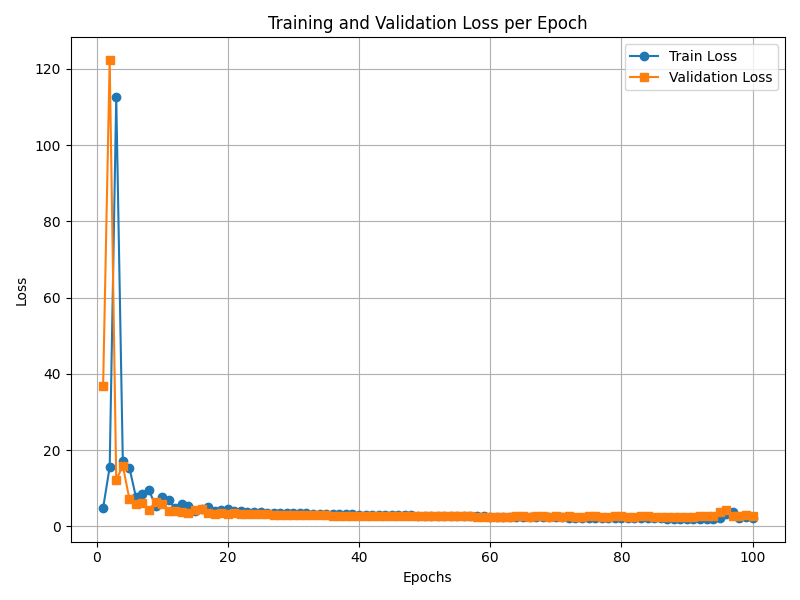 Training and Validation Loss per Epoch
Train Loss
Validation Loss
120
100
80
60
40
20
0
Loss
0 20 40 60 80 100
Epochs